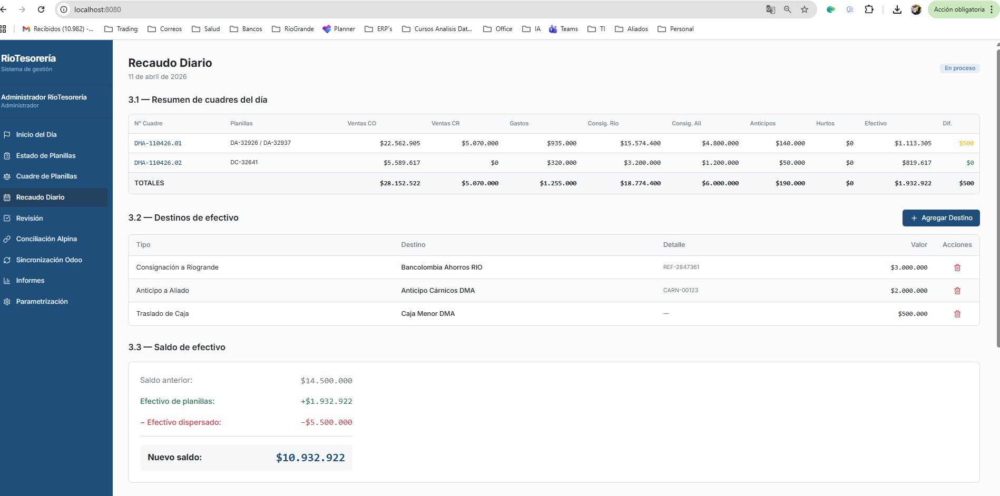 localhost:8080
Acción obligatoria
Recibidos (10.982) -... Trading Correos Salud Bancos RioGrande Planner ERP´s Cursos Analisis Dat... Office IA Teams TI Aliados Personal
RioTesorería
Sistema de gestión
Administrador RioTesorería
Administrador
Inicio del Día
Estado de Planillas
Cuadre de Planillas
Recaudo Diario
Revisión
Conciliación Alpina
Sincronización Odoo
Informes
Parametrización
Recaudo Diario
11 de abril de 2026
En proceso
3.1 — Resumen de cuadres del día
N° Cuadre Planillas Ventas CO Ventas CR Gastos Consig. Rio Consig. Ali Anticipos Hurtos Efectivo Dif.
DMA-110426.01 DA-32926 / DA-32937 $22.562.905 $5.070.000 $935.000 $15.574.400 $4.800.000 $140.000 $0 $1.113.305 $500
DMA-110426.02 DC-32641 $5.589.617 $0 $320.000 $3.200.000 $1.200.000 $50.000 $0 $819.617 $0
TOTALES $28.152.522 $5.070.000 $1.255.000 $18.774.400 $6.000.000 $190.000 $0 $1.932.922 $500
3.2 — Destinos de efectivo
+ Agregar Destino
Tipo Destino Detalle Valor Acciones
Consignación a Riogrande Bancolombia Ahorros RIO REF-2847361 $3.000.000
Anticipo a Aliado Anticipo Cárnicos DMA CARN-00123 $2.000.000
Traslado de Caja Caja Menor DMA — $500.000
3.3 — Saldo de efectivo
Saldo anterior: $14.500.000
Efectivo de planillas: +$1.932.922
− Efectivo dispersado: −$5.500.000
Nuevo saldo: $10.932.922